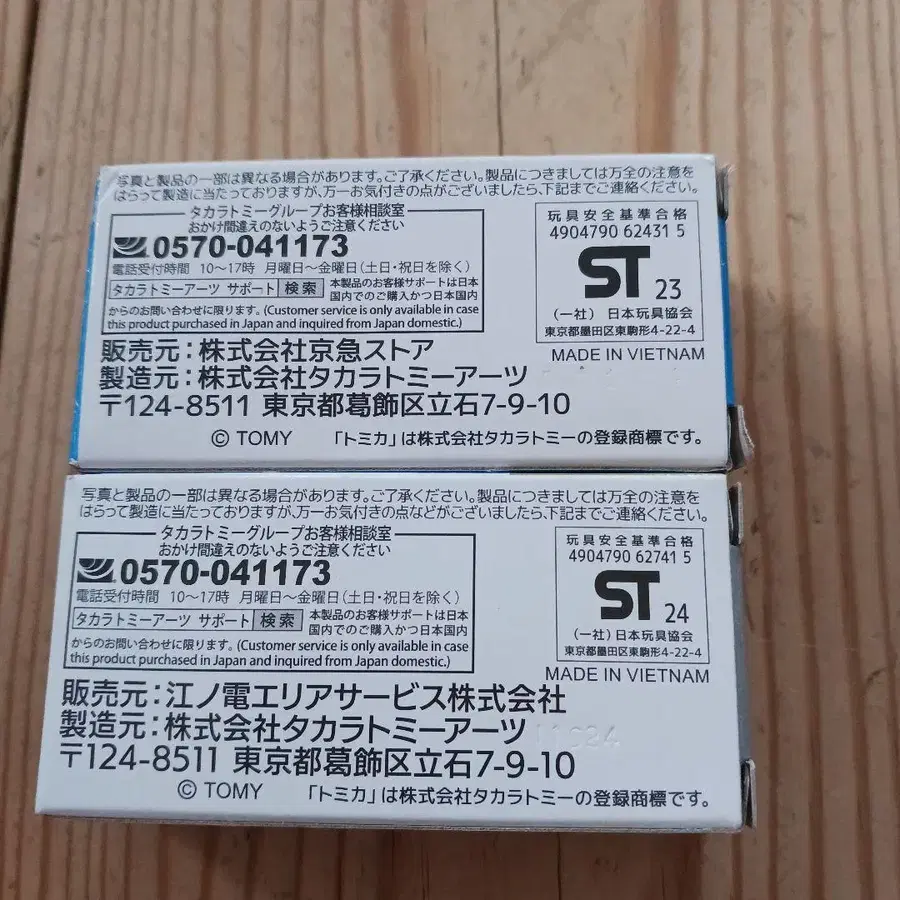 写真と製品の一部は異なる場合があります。ご了承ください。製品につきましては万全の注意を
はらって製造に当たっておりますが、万一お気付きの点がございましたら、下記までご連絡ください。
タカラトミーグループお客様相談室
おかけ間違えのないようご注意ください
0570-041173
電話受付時間 10〜17時 月曜日〜金曜日(土日・祝日を除く)
タカラトミーアーツ サポート 検索 本製品のお客様サポートは日本
国内でのご購入かつ日本国内
からのお問い合わせに限ります。(Customer service is only available in case
this product purchased in Japan and inquired from Japan domestic.)
玩具安全基準合格
4904790 62431 5
ST 23
(一社) 日本玩具協会
東京都墨田区東駒形4-22-4
MADE IN VIETNAM
販売元:株式会社京急ストア
製造元:株式会社タカラトミーアーツ
〒124-8511 東京都葛飾区立石7-9-10
© TOMY 「トミカ」は株式会社タカラトミーの登録商標です。
写真と製品の一部は異なる場合があります。ご了承ください。製品につきましては万全の注意を
はらって製造に当たっておりますが、万一お気付きの点などがございましたら、下記までご連絡ください。
タカラトミーグループお客様相談室
おかけ間違えのないようご注意ください
0570-041173
電話受付時間 10〜17時 月曜日〜金曜日(土日・祝日を除く)
タカラトミーアーツ サポート 検索 本製品のお客様サポートは日本
国内でのご購入かつ日本国内
からのお問い合わせに限ります。(Customer service is only available in case
this product purchased in Japan and inquired from Japan domestic.)
玩具安全基準合格
4904790 62741 5
ST 24
(一社)日本玩具協会
東京都墨田区東駒形4-22-4
MADE IN VIETNAM
販売元:江ノ電エリアサービス株式会社
製造元:株式会社タカラトミーアーツ
〒124-8511 東京都葛飾区立石7-9-10
© TOMY 「トミカ」は株式会社タカラトミーの登録商標です。